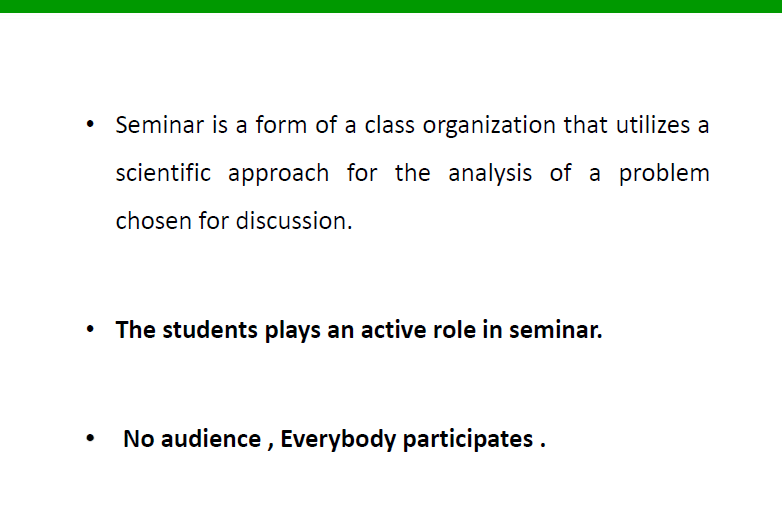 • Seminar is a form of a class organization that utilizes a
scientific approach for the analysis of a problem
chosen for discussion.
• The students plays an active role in seminar.
• No audience , Everybody participates .